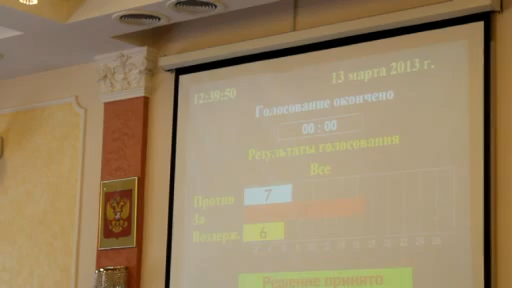 12:39:50
13 марта 2013 г.
Голосование окончено
00 : 00
Результаты голосования
Все
Против 7
За
Воздерж. 6
Решение принято